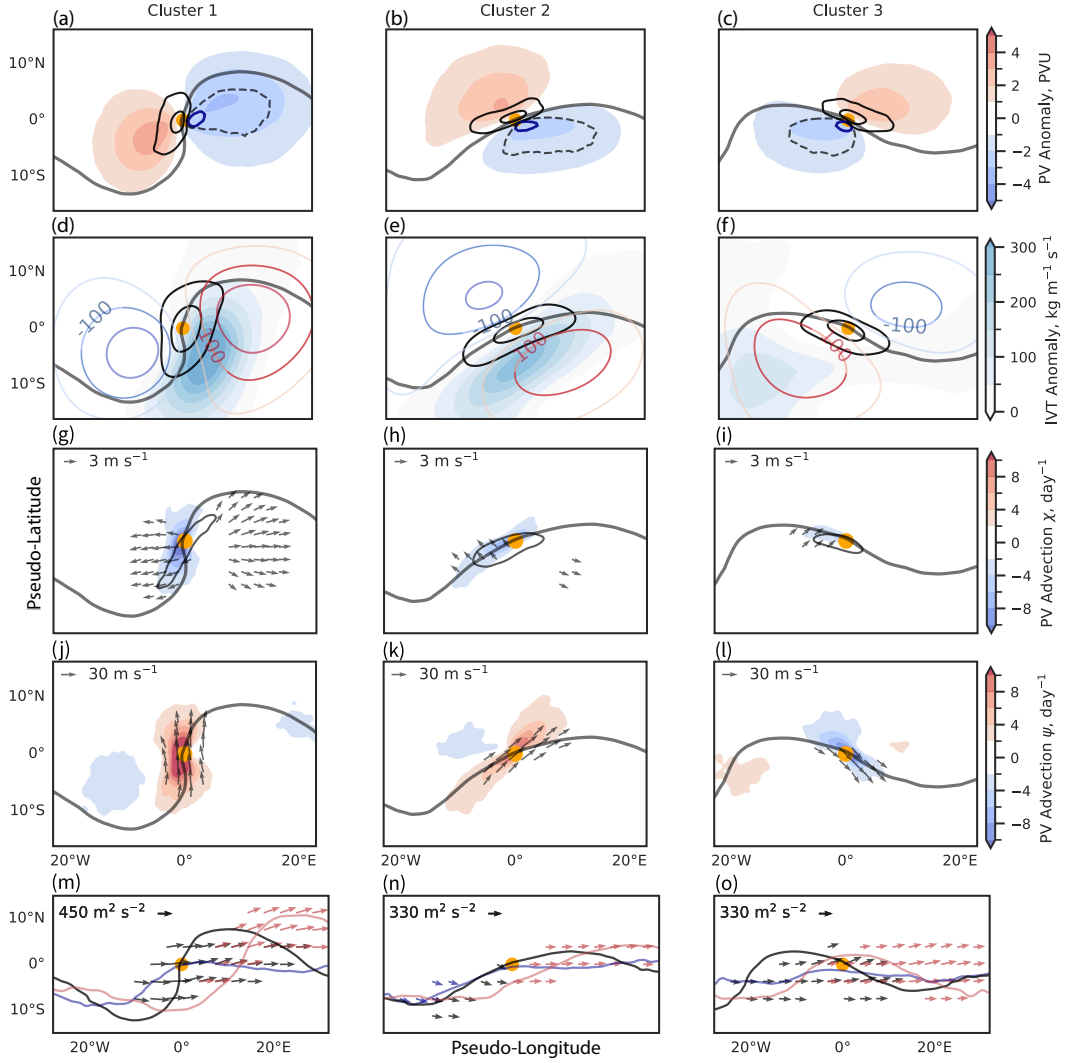 Cluster 1
Cluster 2
Cluster 3
(a)
(b)
(c)
10°N
0°
10°S
4
2
0
−2
−4
PV Anomaly, PVU
(d)
(e)
(f)
10°N
0°
10°S
-100
100
-100
100
-100
100
300
250
200
150
100
50
0
IVT Anomaly, kg m⁻¹ s⁻¹
(g)
(h)
(i)
3 m s⁻¹
3 m s⁻¹
3 m s⁻¹
Pseudo-Latitude
8
4
0
−4
−8
PV Advection χ, day⁻¹
(j)
(k)
(l)
30 m s⁻¹
30 m s⁻¹
30 m s⁻¹
10°N
0°
10°S
20°W
0°
20°E
20°W
0°
20°E
20°W
0°
20°E
8
4
0
−4
−8
PV Advection ψ, day⁻¹
(m)
(n)
(o)
450 m² s⁻²
330 m² s⁻²
330 m² s⁻²
10°N
0°
10°S
20°W
0°
20°E
20°W
0°
20°E
20°W
0°
20°E
Pseudo-Longitude